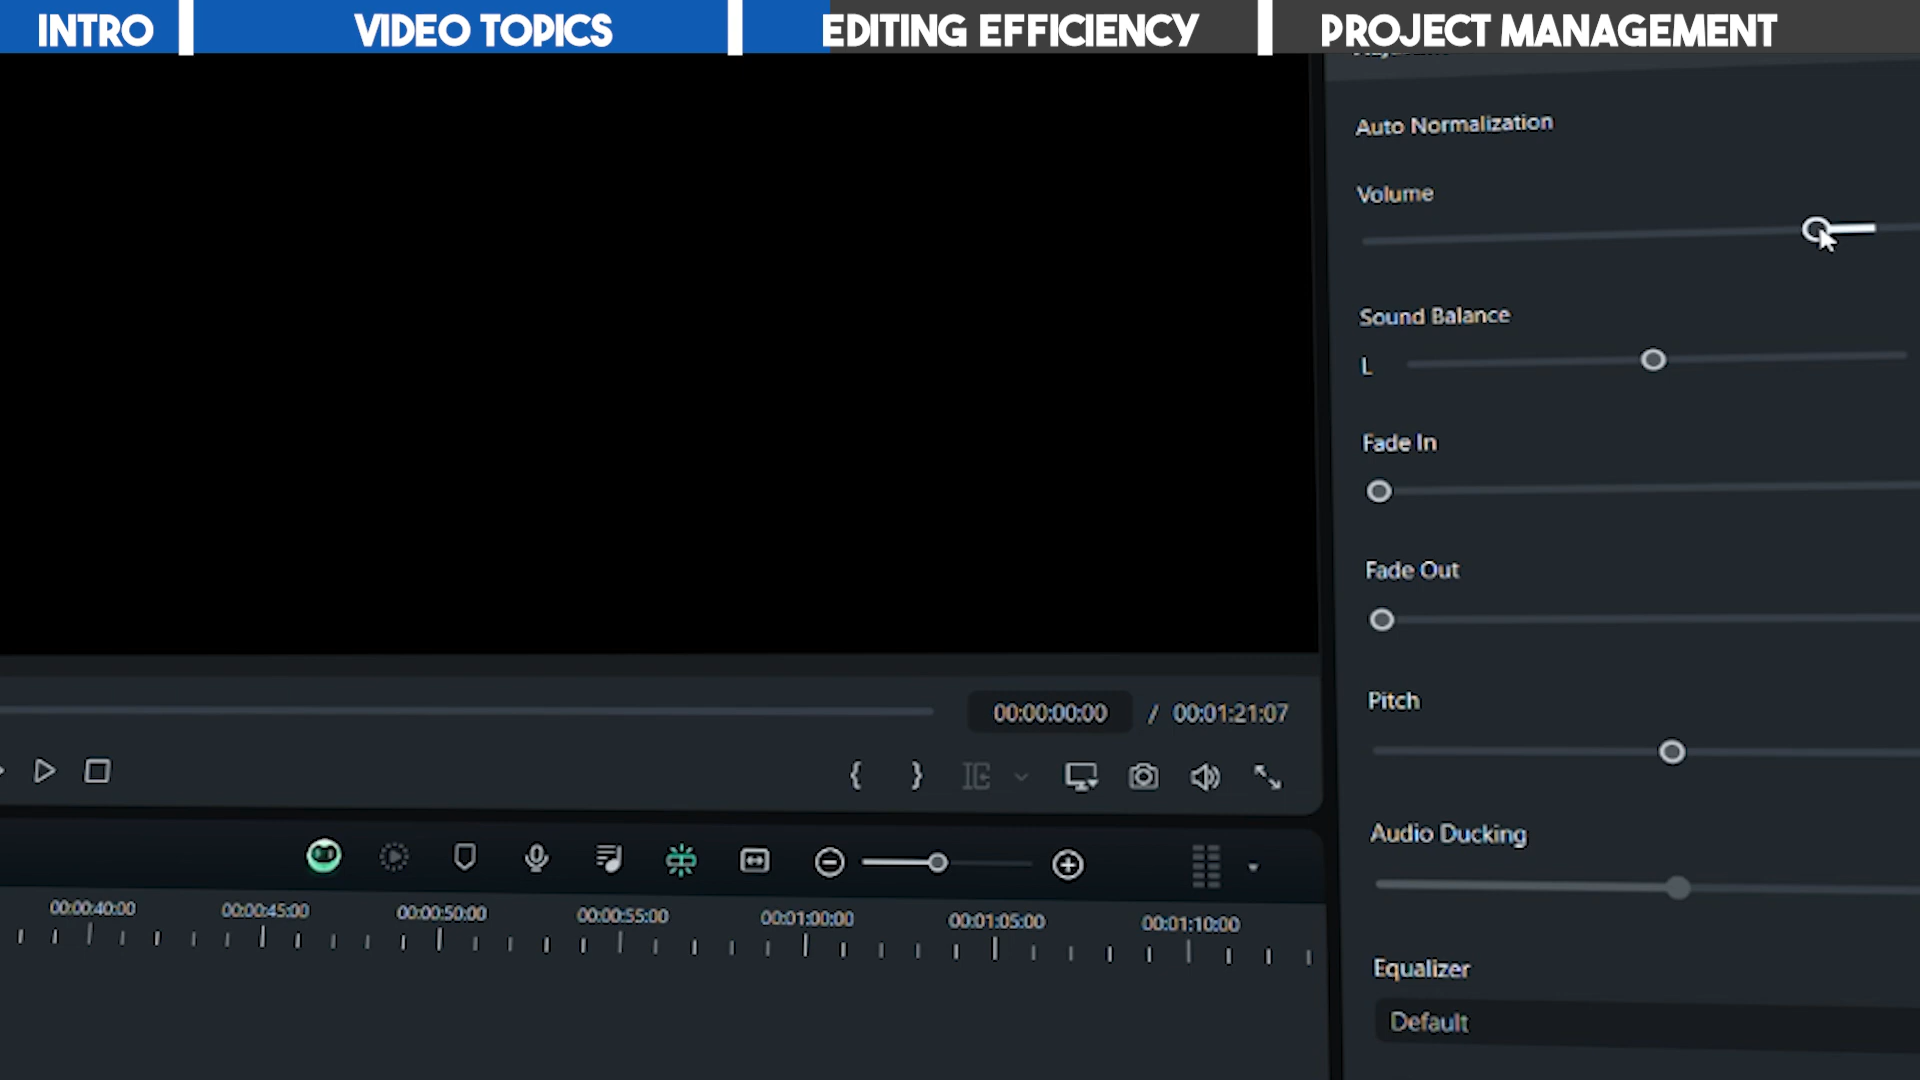 INTRO
VIDEO TOPICS
EDITING EFFICIENCY
PROJECT MANAGEMENT
Auto Normalization
Volume
Sound Balance
L
Fade In
Fade Out
00:00:00:00 / 00:01:21:07
Pitch
Audio Ducking
00:00:40:00
00:00:45:00
00:00:50:00
00:00:55:00
00:01:00:00
00:01:05:00
00:01:10:00
Equalizer
Default